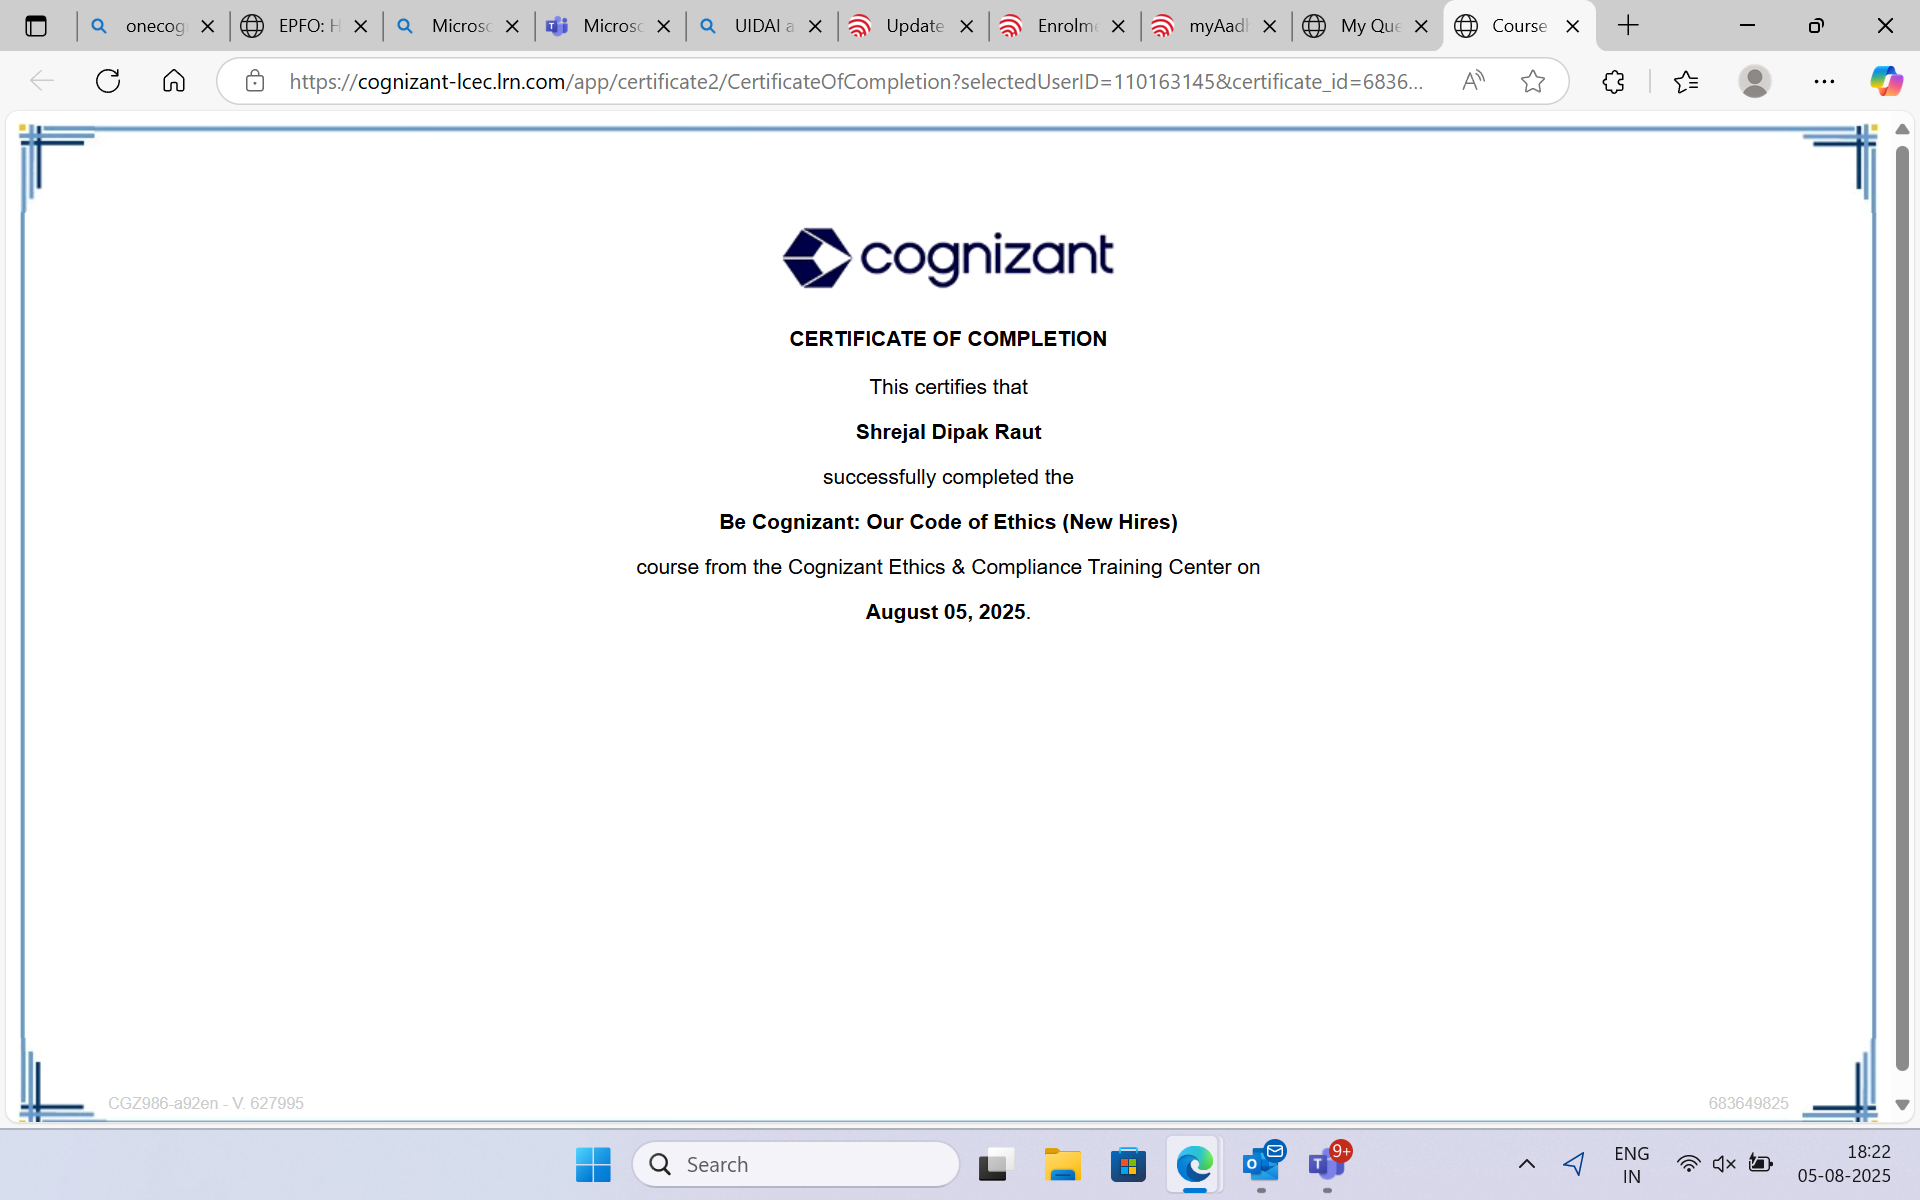 onecog
EPFO: H
Microsc
Microsc
UIDAI a
Update
Enrolme
myAadh
My Que
Course
https://cognizant-lcec.lrn.com/app/certificate2/CertificateOfCompletion?selectedUserID=110163145&certificate_id=6836...
cognizant
CERTIFICATE OF COMPLETION
This certifies that
Shrejal Dipak Raut
successfully completed the
Be Cognizant: Our Code of Ethics (New Hires)
course from the Cognizant Ethics & Compliance Training Center on
August 05, 2025.
CGZ986-a92en - V. 627995
683649825
Search
9+
ENG
IN
18:22
05-08-2025